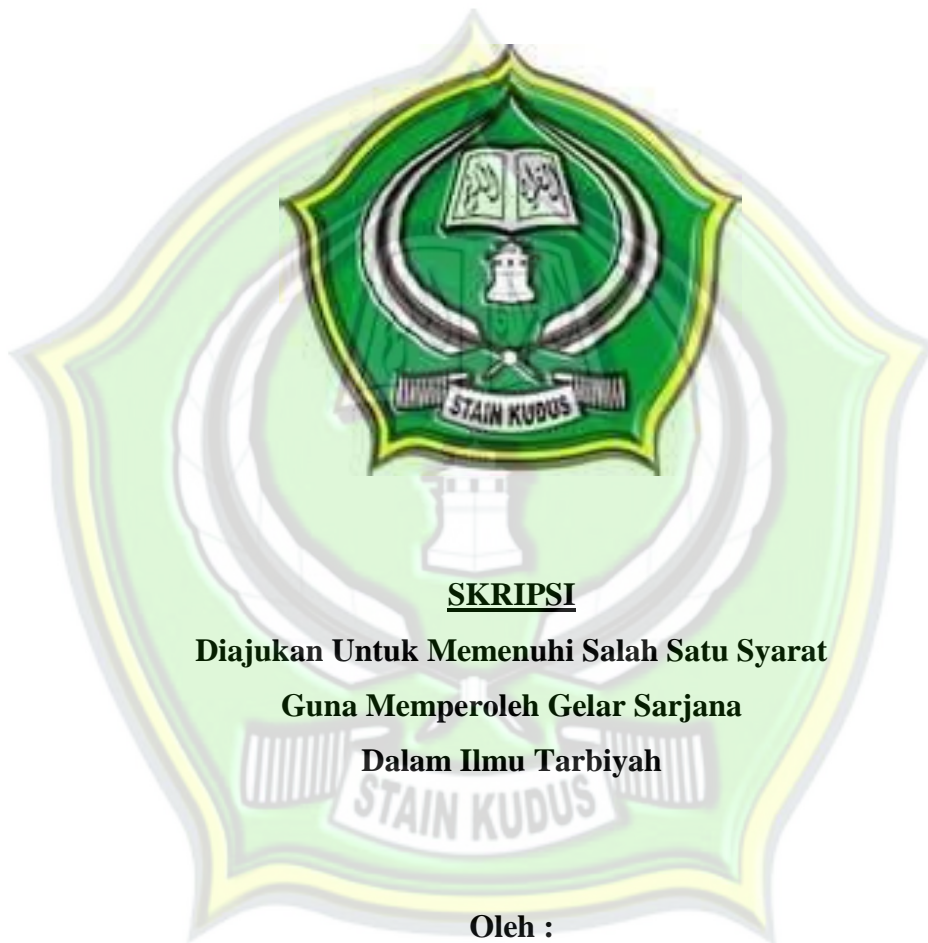 STAIN KUDUS
SKRIPSI
Diajukan Untuk Memenuhi Salah Satu Syarat
Guna Memperoleh Gelar Sarjana
Dalam Ilmu Tarbiyah
STAIN KUDUS
Oleh :